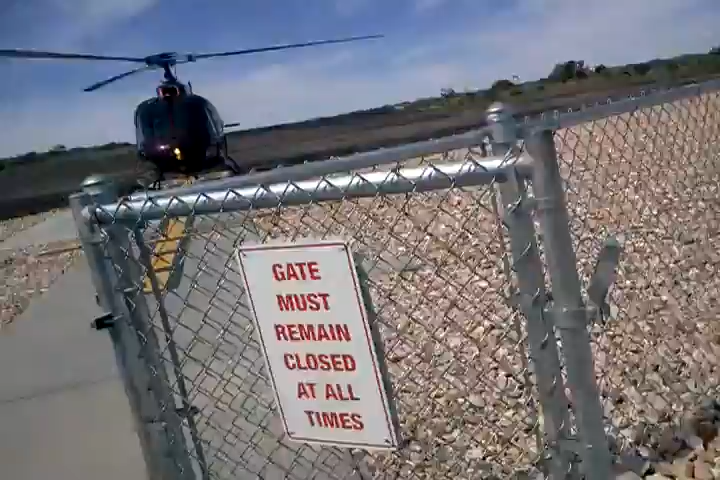 GATE
MUST
REMAIN
CLOSED
AT ALL
TIMES